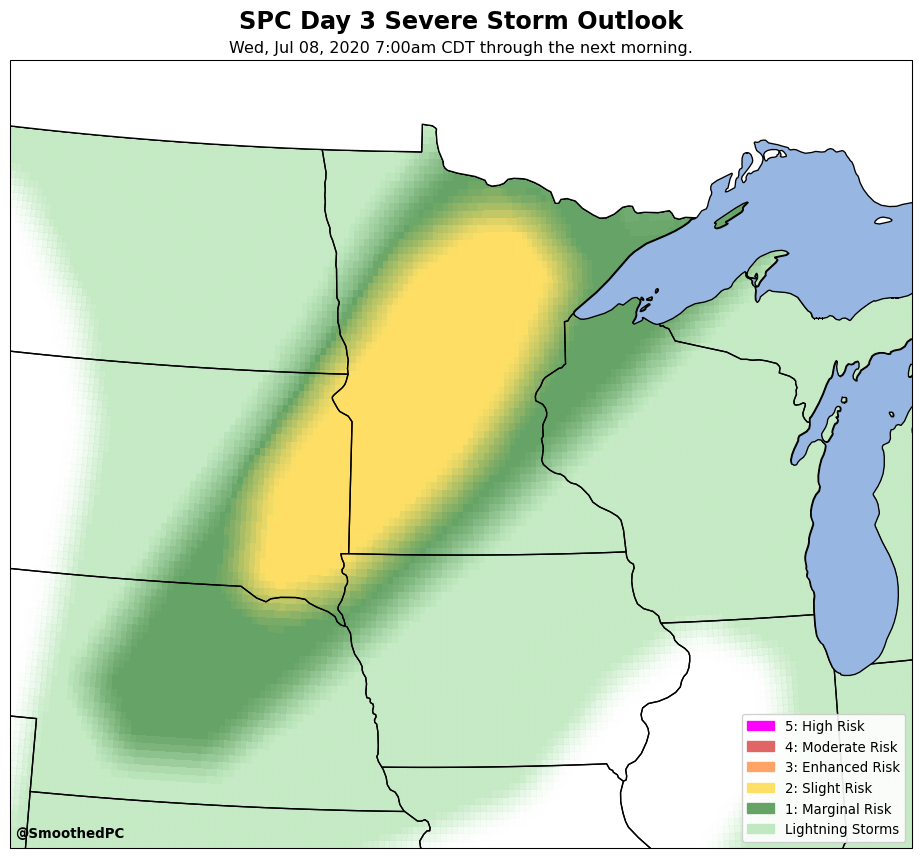 SPC Day 3 Severe Storm Outlook
Wed, Jul 08, 2020 7:00am CDT through the next morning.
5: High Risk
4: Moderate Risk
3: Enhanced Risk
2: Slight Risk
1: Marginal Risk
Lightning Storms
@SmoothedPC